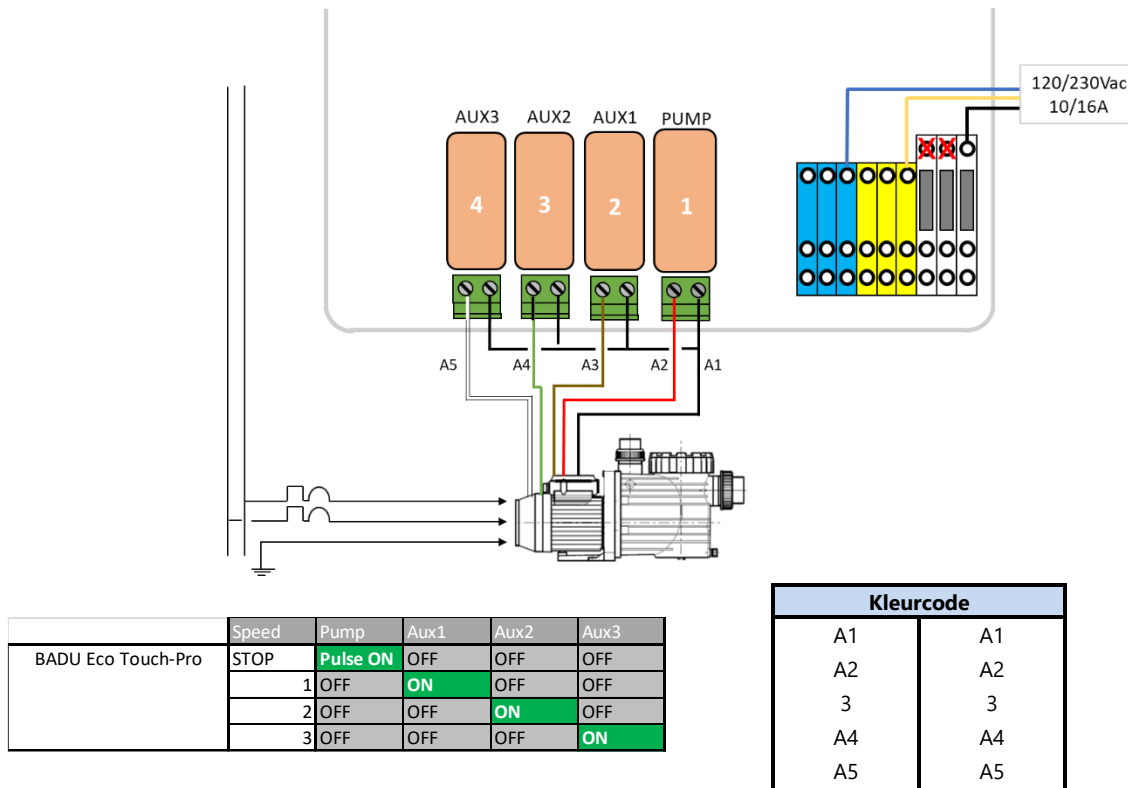 120/230Vac
10/16A
AUX3 AUX2 AUX1 PUMP
4 3 2 1
A5 A4 A3 A2 A1
Speed Pump Aux1 Aux2 Aux3
BADU Eco Touch-Pro STOP Pulse ON OFF OFF OFF
1 OFF ON OFF OFF
2 OFF OFF ON OFF
3 OFF OFF OFF ON
Kleurcode
A1 A1
A2 A2
3 3
A4 A4
A5 A5